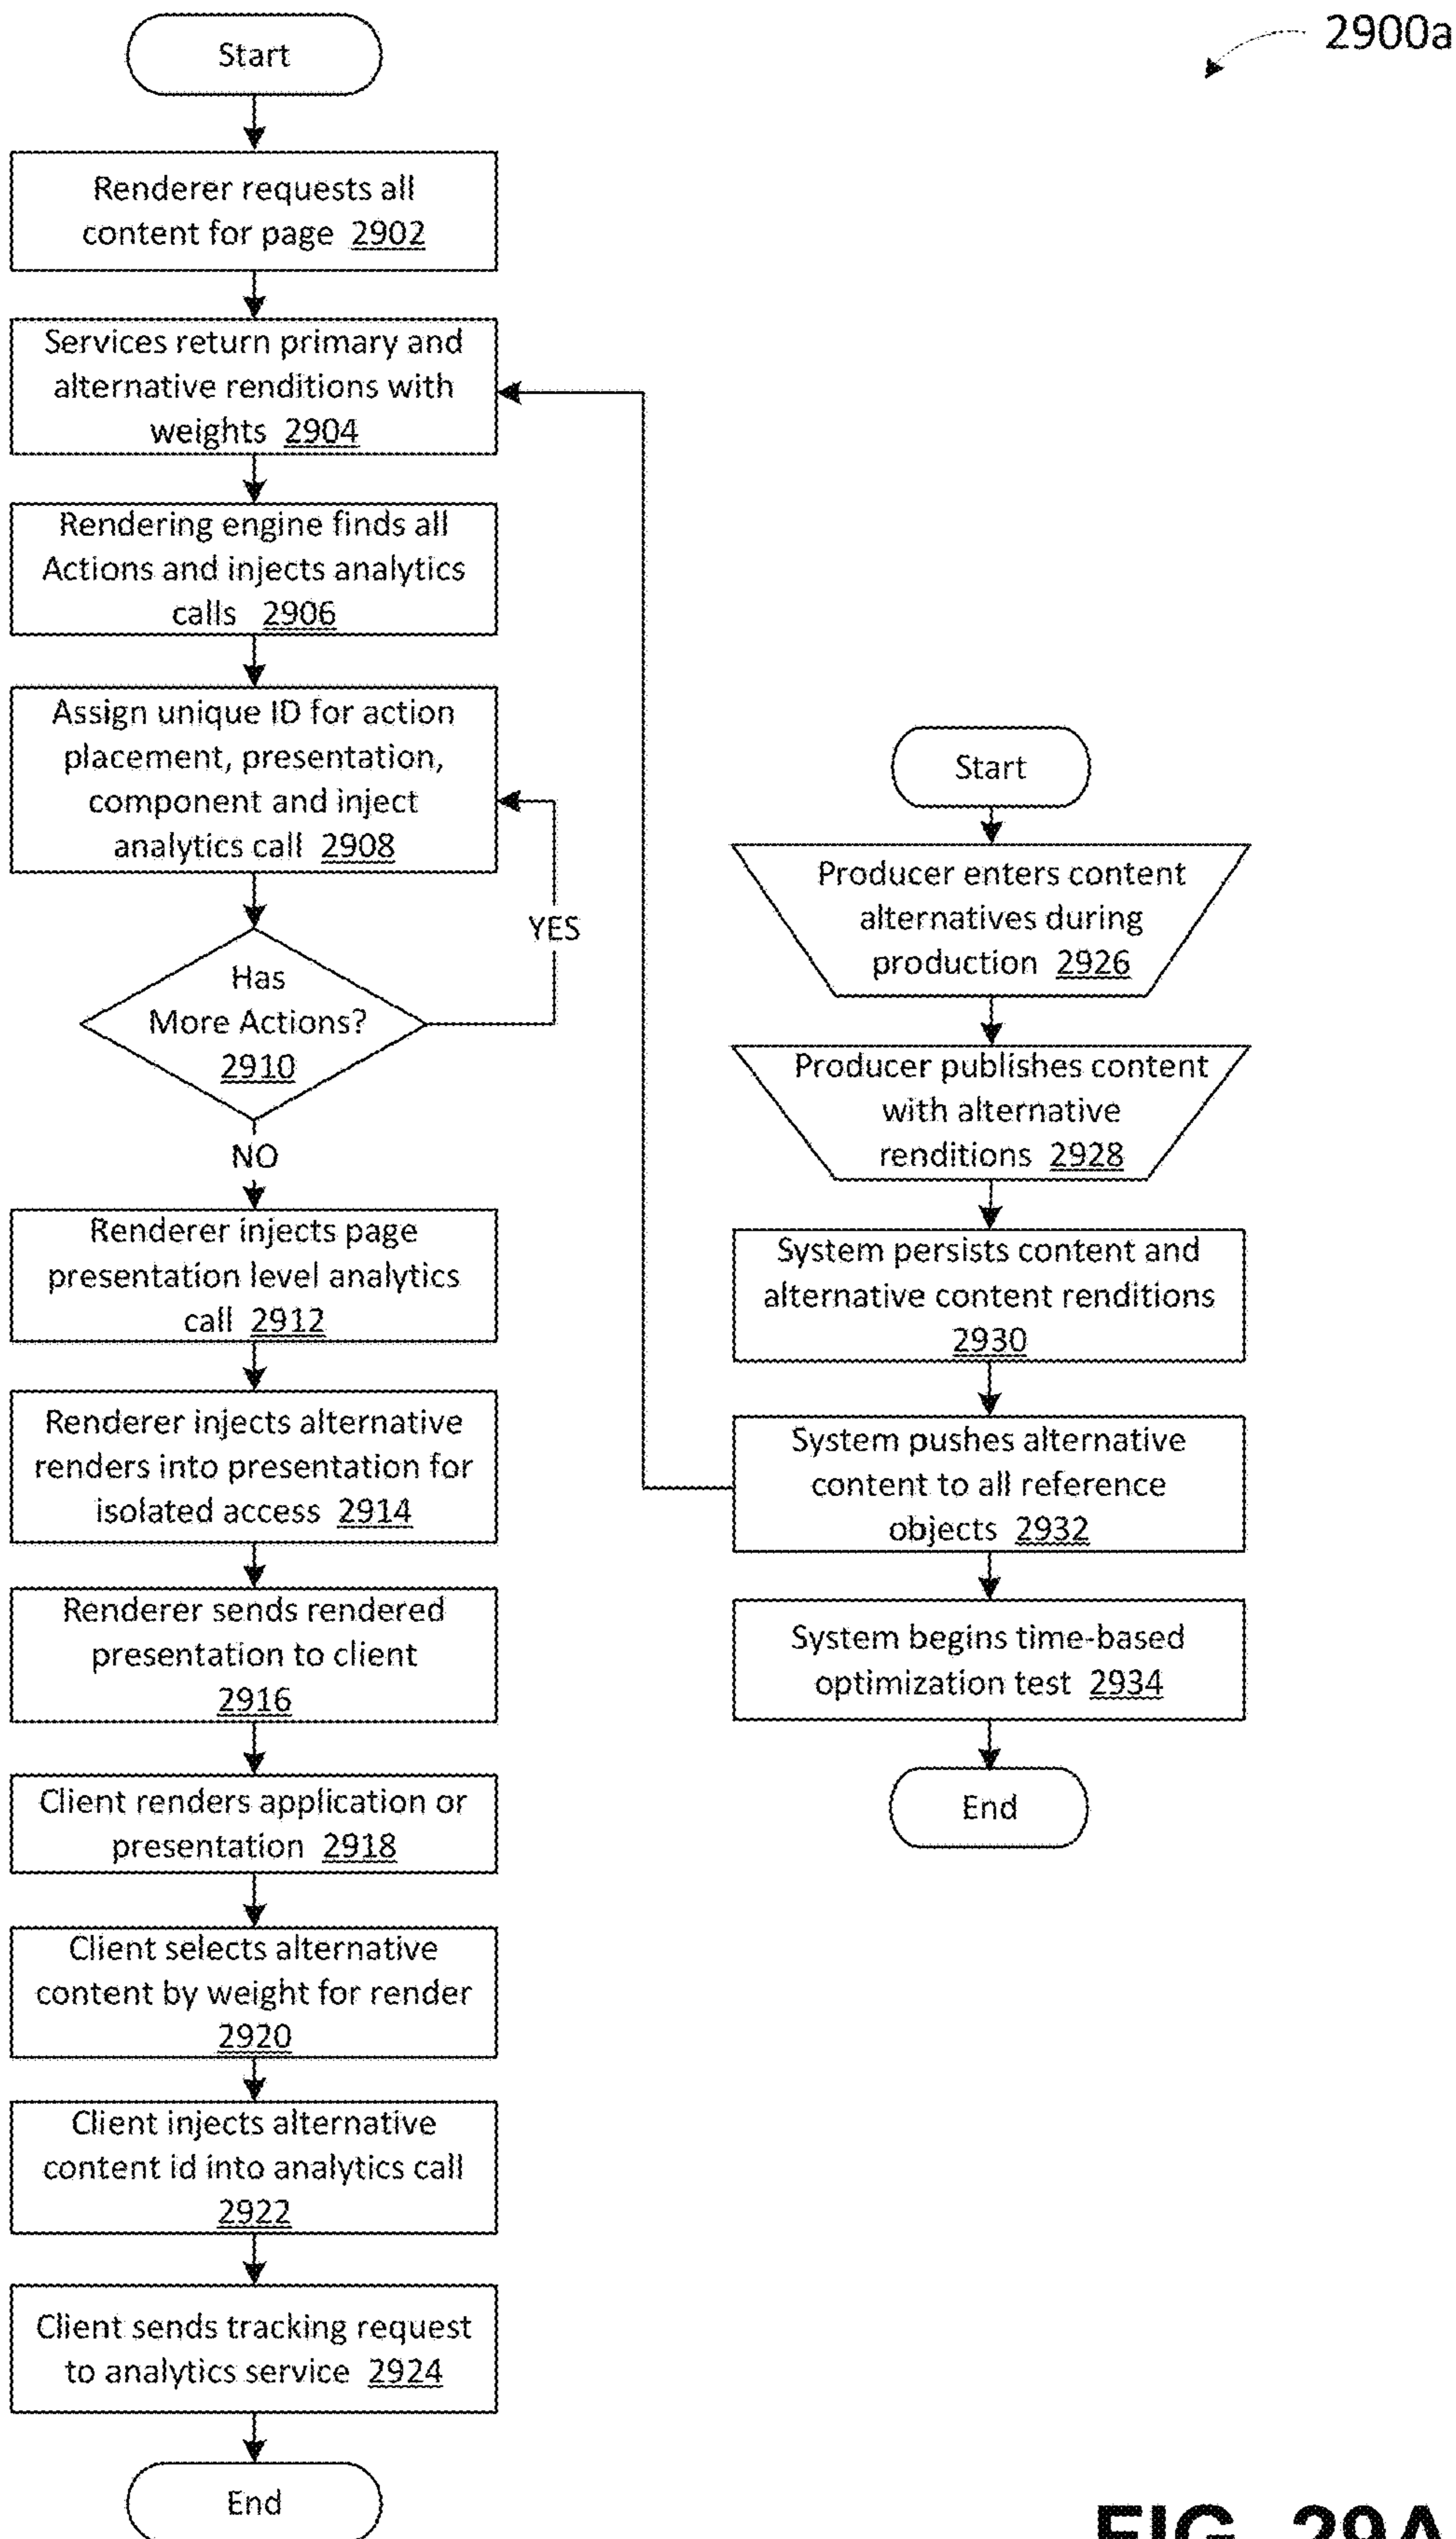 2900a
Start
Renderer requests all
content for page 2902
Services return primary and
alternative renditions with
weights 2904
Rendering engine finds all
Actions and injects analytics
calls 2906
Assign unique ID for action
placement, presentation,
component and inject
analytics call 2908
YES
Has
More Actions?
2910
NO
Renderer injects page
presentation level analytics
call 2912
Renderer injects alternative
renders into presentation for
isolated access 2914
Renderer sends rendered
presentation to client
2916
Client renders application or
presentation 2918
Client selects alternative
content by weight for render
2920
Client injects alternative
content id into analytics call
2922
Client sends tracking request
to analytics service 2924
End
Start
Producer enters content
alternatives during
production 2926
Producer publishes content
with alternative
renditions 2928
System persists content and
alternative content renditions
2930
System pushes alternative
content to all reference
objects 2932
System begins time-based
optimization test 2934
End
FIG. 29A